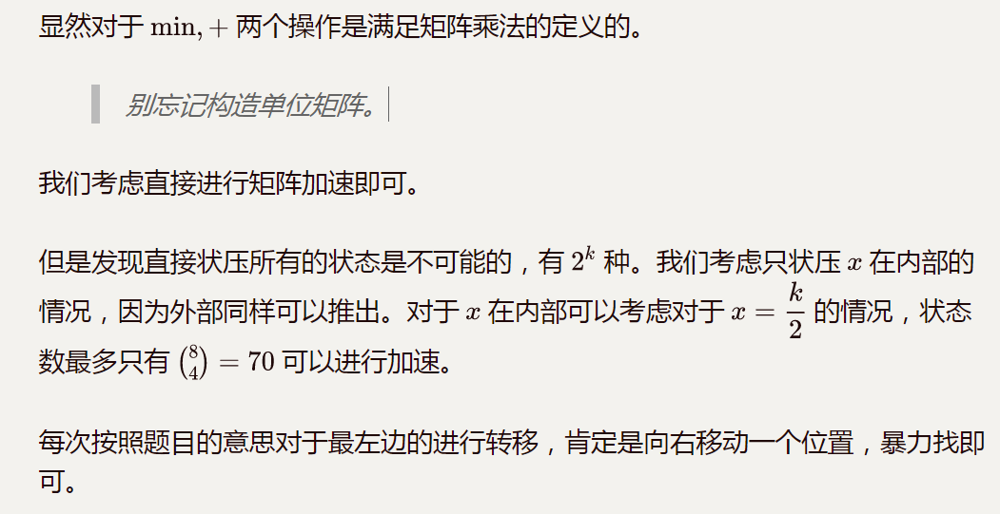 显然对于 min, + 两个操作是满足矩阵乘法的定义的。
别忘记构造单位矩阵。
我们考虑直接进行矩阵加速即可。
但是发现直接状压所有的状态是不可能的，有 2^k 种。我们考虑只状压 x 在内部的
情况，因为外部同样可以推出。对于 x 在内部可以考虑对于 x = \frac{k}{2} 的情况，状态
数最多只有 \binom{8}{4} = 70 可以进行加速。
每次按照题目的意思对于最左边的进行转移，肯定是向右移动一个位置，暴力找即
可。